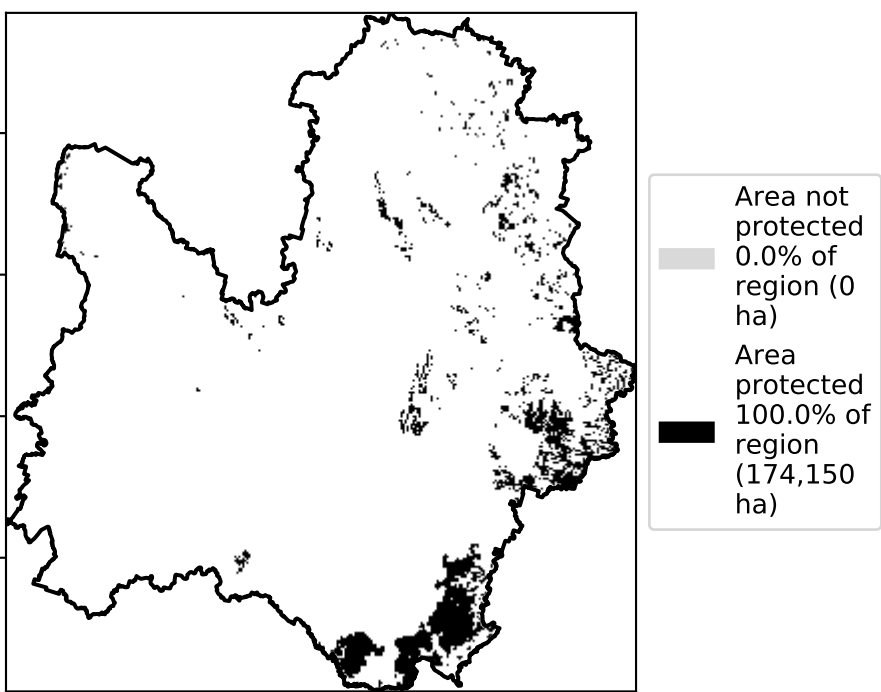 Area not
protected
0.0% of
region (0
ha)
Area
protected
100.0% of
region
(174,150
ha)